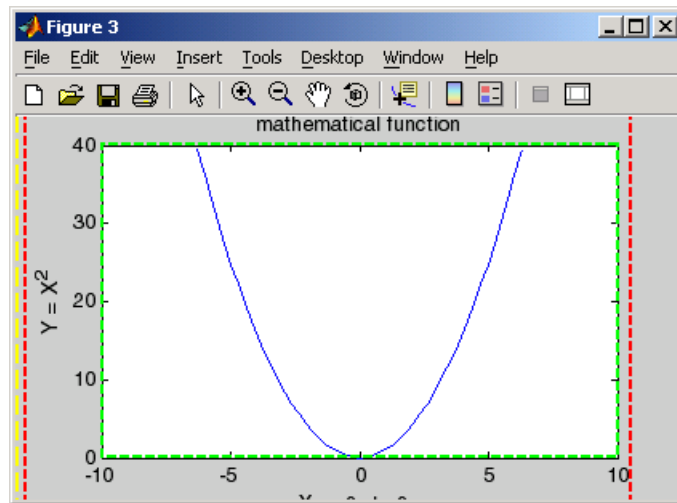 Figure 3
File Edit View Insert Tools Desktop Window Help
mathematical function
40
30
20
10
0
Y = X²
-10 -5 0 5 10